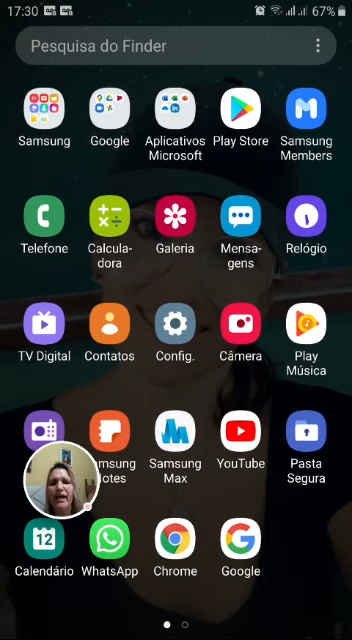 17:30
67%
Pesquisa do Finder
Samsung
Google
Aplicativos
Microsoft
Play Store
Samsung
Members
Telefone
Calcula-
dora
Galeria
Mensa-
gens
Relógio
TV Digital
Contatos
Config.
Câmera
Play
Música
msung
otes
Samsung
Max
YouTube
Pasta
Segura
12
Calendário
WhatsApp
Chrome
Google